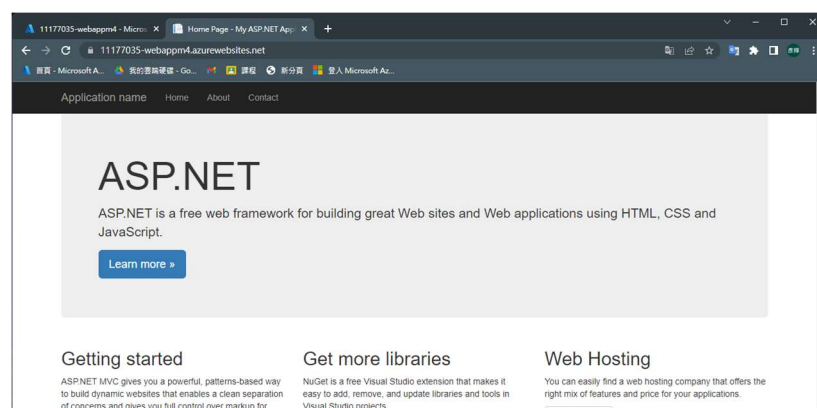 11177035-webappm4 - Micros
Home Page - My ASP.NET App
11177035-webappm4.azurewebsites.net
首頁 - Microsoft A...
我的雲端硬碟 - Go...
課程
新分頁
登入 Microsoft Az...
Application name
Home
About
Contact
ASP.NET
ASP.NET is a free web framework for building great Web sites and Web applications using HTML, CSS and
JavaScript.
Learn more »
Getting started
ASP.NET MVC gives you a powerful, patterns-based way
to build dynamic websites that enables a clean separation
of concerns and gives you full control over markup for
Get more libraries
NuGet is a free Visual Studio extension that makes it
easy to add, remove, and update libraries and tools in
Visual Studio projects.
Web Hosting
You can easily find a web hosting company that offers the
right mix of features and price for your applications.